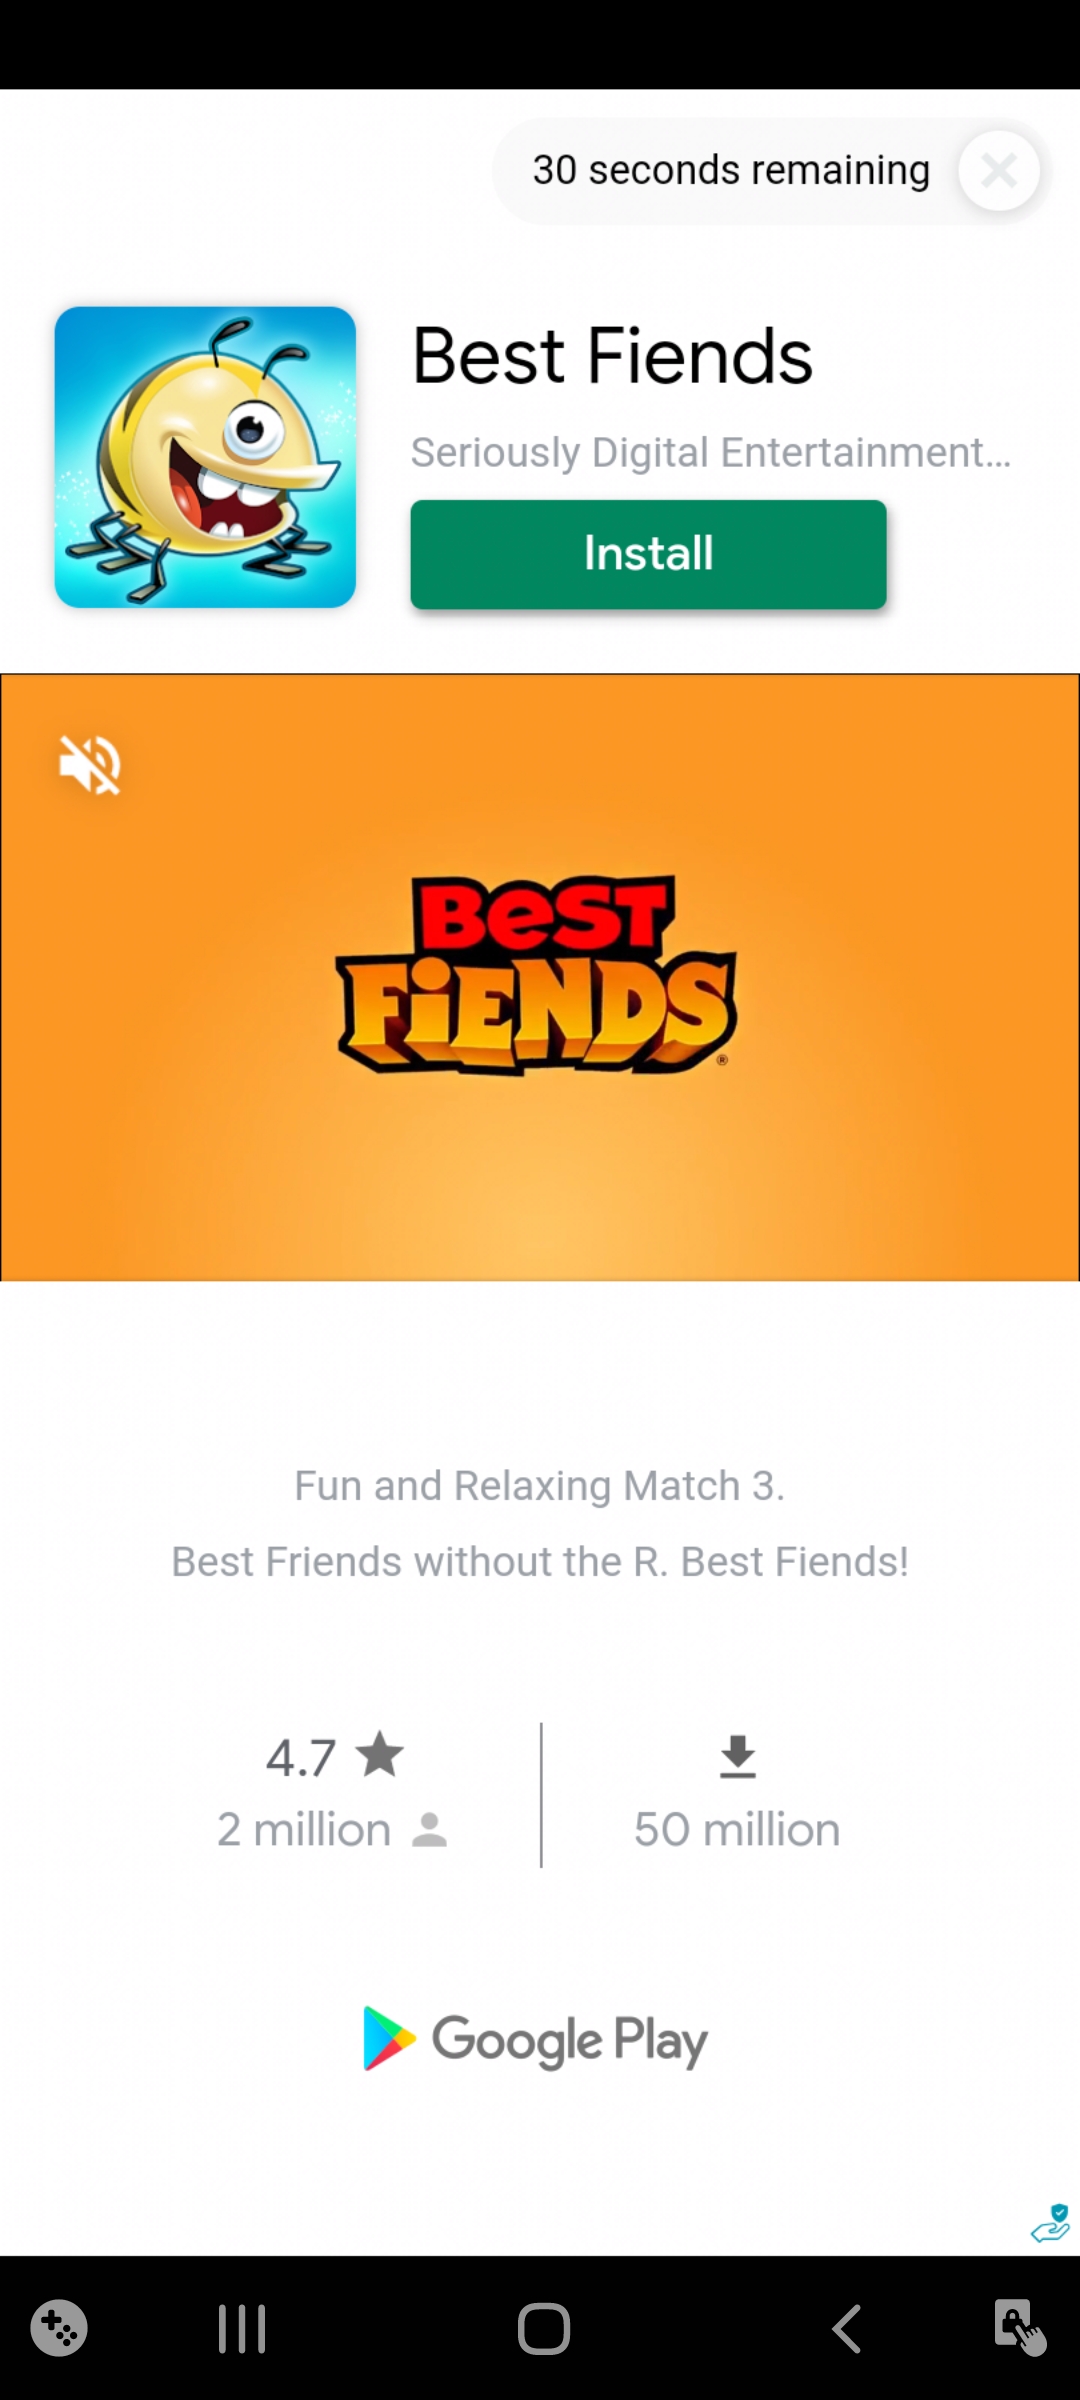 30 seconds remaining
Best Fiends
Seriously Digital Entertainment...
Install
BEST
FIENDS
®
Fun and Relaxing Match 3.
Best Friends without the R. Best Fiends!
4.7
2 million
50 million
Google Play